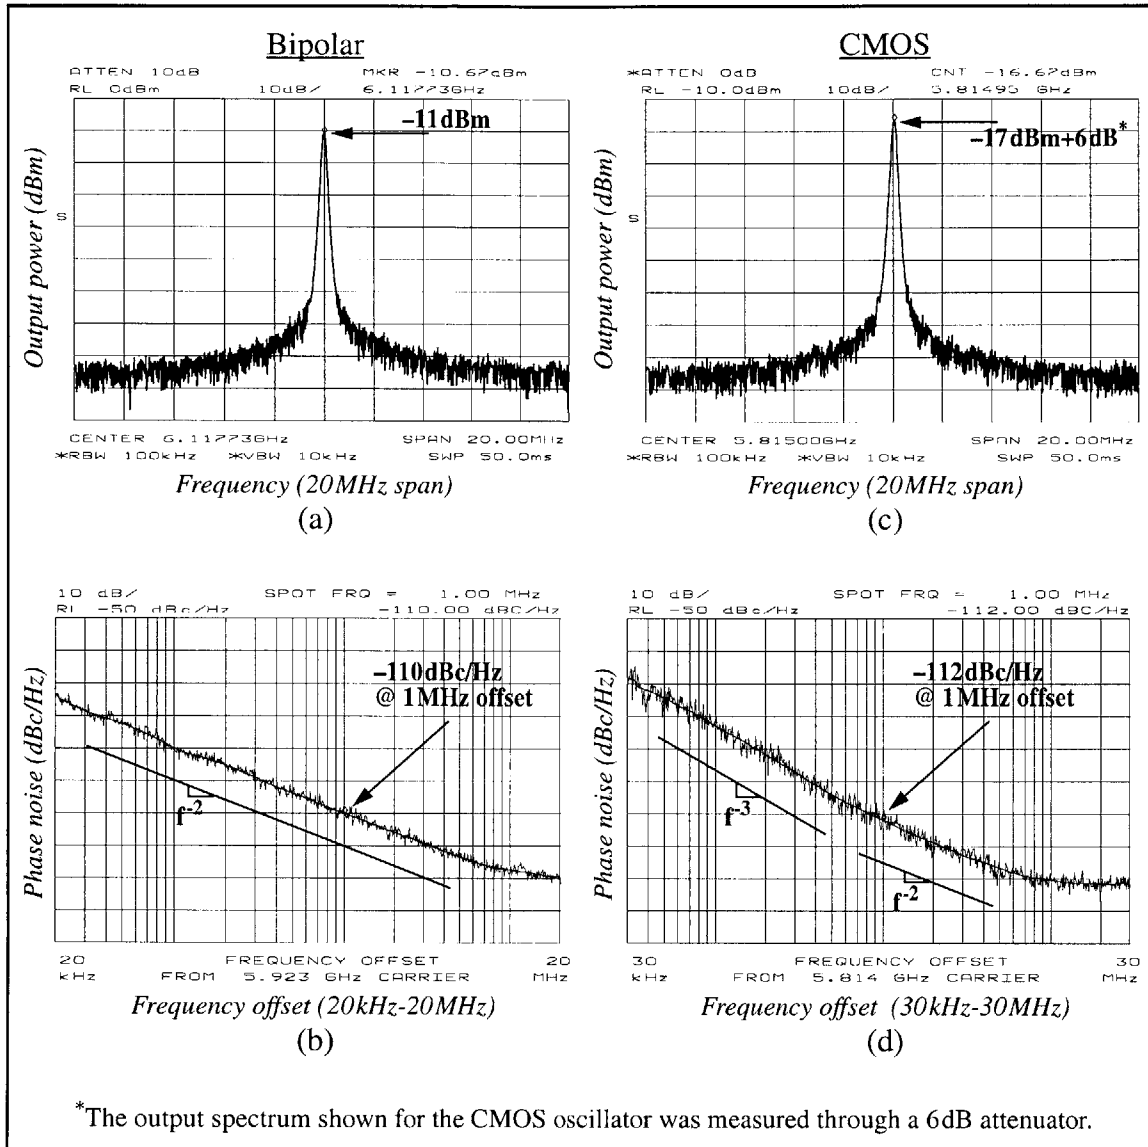 Bipolar
ATTEN 10dB MKR -10.67dBm
RL 0dBm 10dB/ 6.11773GHz
–11dBm
Output power (dBm)
S
CENTER 6.11773GHz SPAN 20.00MHz
*RBW 100kHz *VBW 10kHz SWP 50.0ms
Frequency (20MHz span)
(a)
CMOS
*ATTEN 0dB CNT -16.67dBm
RL -10.0dBm 10dB/ 5.81495 GHz
–17dBm+6dB*
Output power (dBm)
S
CENTER 5.81500GHz SPAN 20.00MHz
*RBW 100kHz *VBW 10kHz SWP 50.0ms
Frequency (20MHz span)
(c)
10 dB/ SPOT FRQ = 1.00 MHz
RL -50 dBc/Hz -110.00 dBC/Hz
–110dBc/Hz
@ 1MHz offset
f-2
Phase noise (dBc/Hz)
20 FREQUENCY OFFSET 20
kHz FROM 5.923 GHz CARRIER MHz
Frequency offset (20kHz-20MHz)
(b)
10 dB/ SPOT FRQ = 1.00 MHz
RL -50 dBc/Hz -112.00 dBC/Hz
–112dBc/Hz
@ 1MHz offset
f-3
f-2
Phase noise (dBc/Hz)
30 FREQUENCY OFFSET 30
kHz FROM 5.814 GHz CARRIER MHz
Frequency offset (30kHz-30MHz)
(d)
*The output spectrum shown for the CMOS oscillator was measured through a 6dB attenuator.